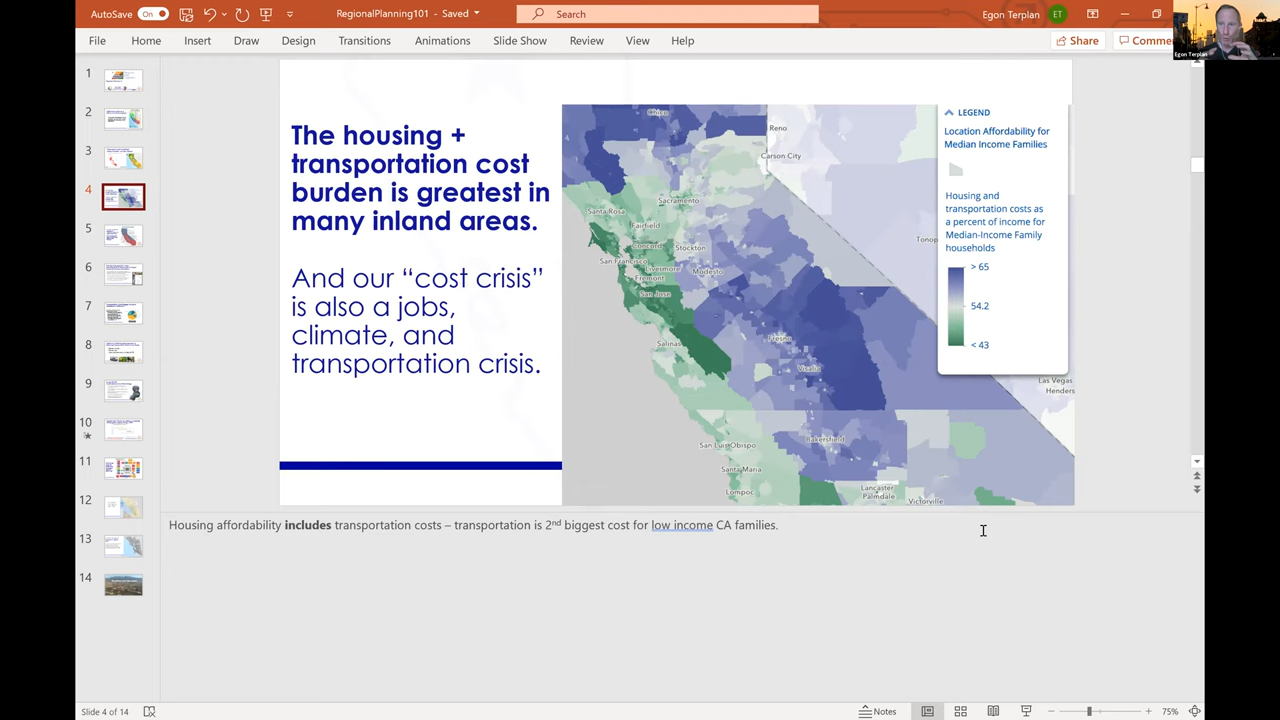 AutoSave On RegionalPlanning101 - Saved Search Egon Terplan ET
File Home Insert Draw Design Transitions Animations Slide Show Review View Help Share Comme
Egon Terplan
1
2
3
4
5
6
7
8
9
10
11
12
13
14
The housing +
transportation cost
burden is greatest in
many inland areas.
And our “cost crisis”
is also a jobs,
climate, and
transportation crisis.
Chico
Reno
Carson City
Santa Rosa
Sacramento
Fairfield
Concord
Stockton
San Francisco
Livermore
Fremont
Modesto
San Jose
Salinas
Fresno
Visalia
Tonop
Las Vegas
Henders
San Luis Obispo
Bakersfield
Santa Maria
Lompoc
Lancaster
Palmdale
Victorville
LEGEND
Location Affordability for
Median Income Families
Housing and
transportation costs as
a percent of income for
Median-Income Family
households
> 65
54.2
< 43
Housing affordability includes transportation costs – transportation is 2nd biggest cost for low income CA families.
Slide 4 of 14 Notes 75%